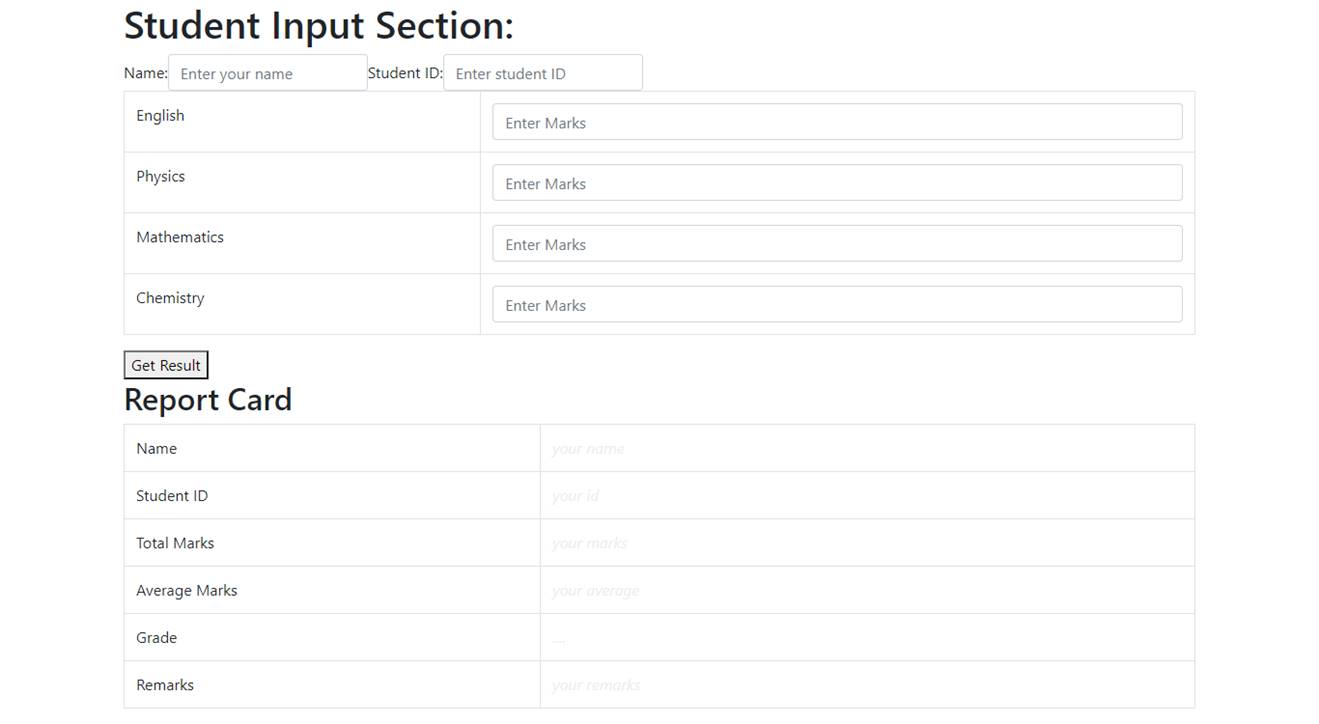 Student Input Section:
Name: Enter your name Student ID: Enter student ID
English Enter Marks
Physics Enter Marks
Mathematics Enter Marks
Chemistry Enter Marks
Get Result
Report Card
Name your name
Student ID your id
Total Marks your marks
Average Marks your average
Grade ...
Remarks your remarks